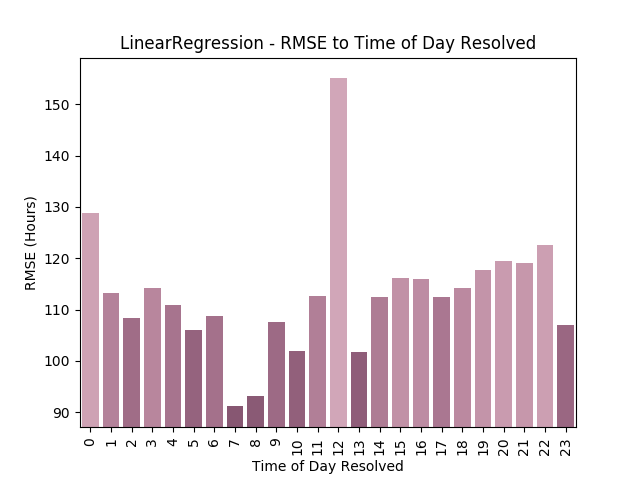 LinearRegression - RMSE to Time of Day Resolved
RMSE (Hours)
150
140
130
120
110
100
90
0 1 2 3 4 5 6 7 8 9 10 11 12 13 14 15 16 17 18 19 20 21 22 23
Time of Day Resolved